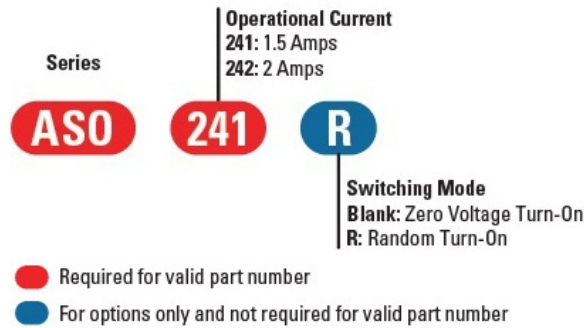 Operational Current
241: 1.5 Amps
242: 2 Amps
Series
ASO
241
R
Switching Mode
Blank: Zero Voltage Turn-On
R: Random Turn-On
Required for valid part number
For options only and not required for valid part number